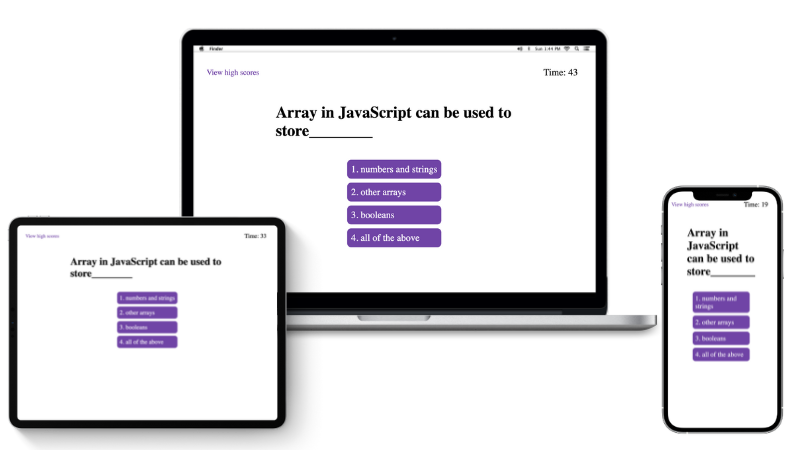 Finder
Sun 1:44 PM
View high scores
Time: 43
Array in JavaScript can be used to
store________
1. numbers and strings
2. other arrays
3. booleans
4. all of the above
View high scores
Time: 33
Array in JavaScript can be used to
store________
1. numbers and strings
2. other arrays
3. booleans
4. all of the above
View high scores
Time: 19
Array in
JavaScript
can be used to
store________
1. numbers and
strings
2. other arrays
3. booleans
4. all of the above